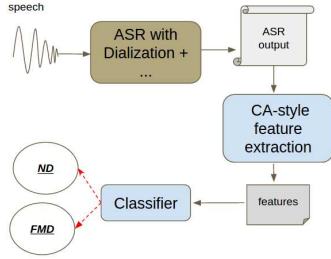 speech
ASR with
Dialization +
...
ASR
output
CA-style
feature
extraction
features
Classifier
ND
FMD